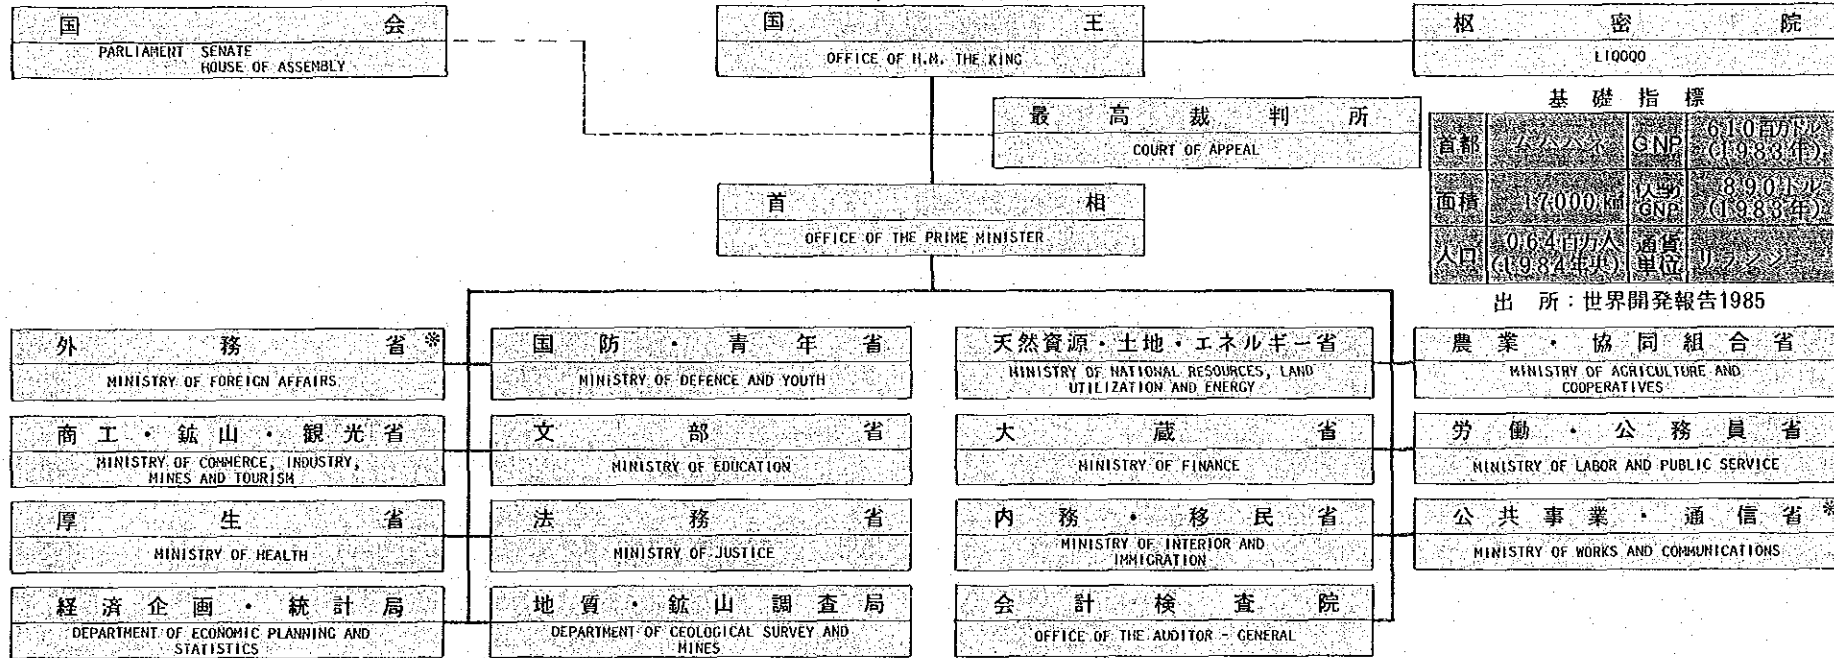 国会
PARLIAMENT SENATE
HOUSE OF ASSEMBLY
国王
OFFICE OF H.M. THE KING
枢密院
LIQOQO
最高裁判所
COURT OF APPEAL
基礎指標
首都 ムババネ GNP 610百万ドル (1983年)
面積 17000㎢ 1人当り GNP 890ドル (1983年)
人口 0.64百万人 (1984年央) 通貨単位
首相
OFFICE OF THE PRIME MINISTER
出所:世界開発報告1985
外務省※
MINISTRY OF FOREIGN AFFAIRS
国防・青年省
MINISTRY OF DEFENCE AND YOUTH
天然資源・土地・エネルギー省
MINISTRY OF NATIONAL RESOURCES, LAND
UTILIZATION AND ENERGY
農業・協同組合省
MINISTRY OF AGRICULTURE AND
COOPERATIVES
商工・鉱山・観光省
MINISTRY OF COMMERCE, INDUSTRY,
MINES AND TOURISM
文部省
MINISTRY OF EDUCATION
大蔵省
MINISTRY OF FINANCE
労働・公務員省
MINISTRY OF LABOR AND PUBLIC SERVICE
厚生省
MINISTRY OF HEALTH
法務省
MINISTRY OF JUSTICE
内務・移民省
MINISTRY OF INTERIOR AND
IMMIGRATION
公共事業・通信省※
MINISTRY OF WORKS AND COMMUNICATIONS
経済企画・統計局
DEPARTMENT OF ECONOMIC PLANNING AND
STATISTICS
地質・鉱山調査局
DEPARTMENT OF GEOLOGICAL SURVEY AND
MINES
会計検査院
OFFICE OF THE AUDITOR - GENERAL